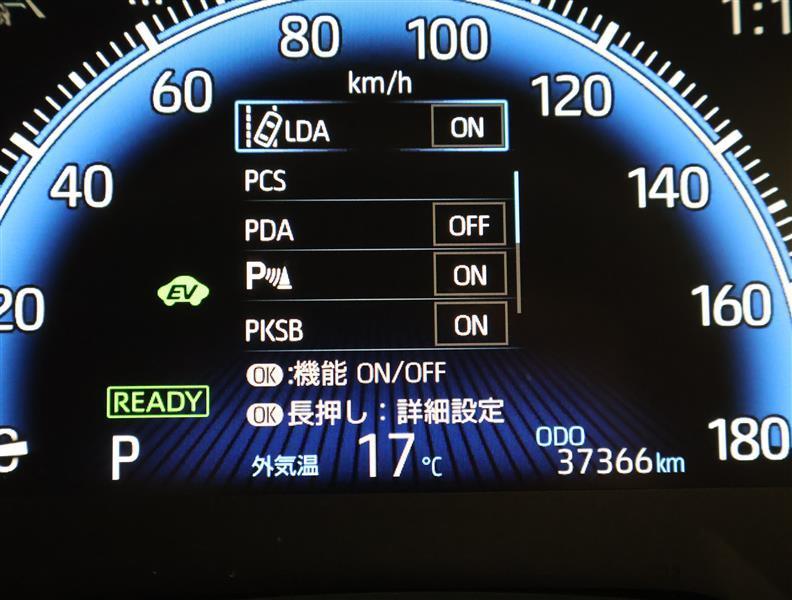 1:1
80 100
km/h
60 120
LDA ON
40 140
PCS
PDA OFF
P ON
EV
20 160
PKSB ON
OK:機能 ON/OFF
READY
OK長押し：詳細設定
180
P
外気温 17℃
ODO
37366km